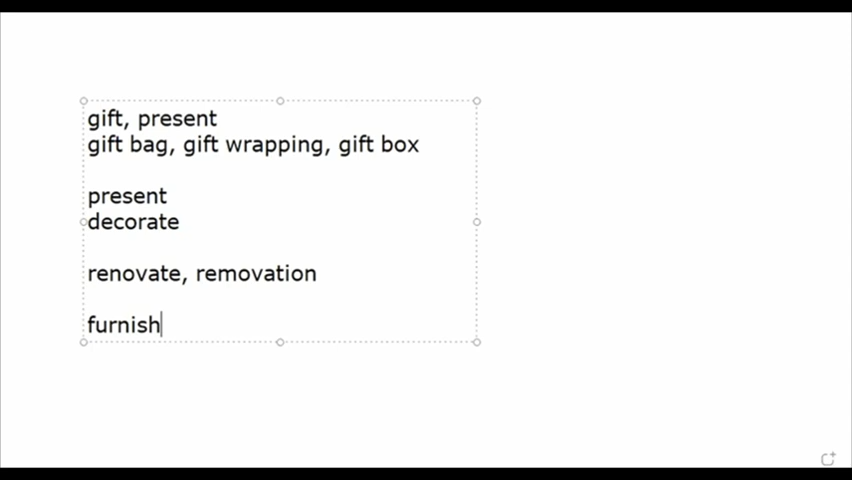 gift, present
gift bag, gift wrapping, gift box
present
decorate
renovate, removation
furnish